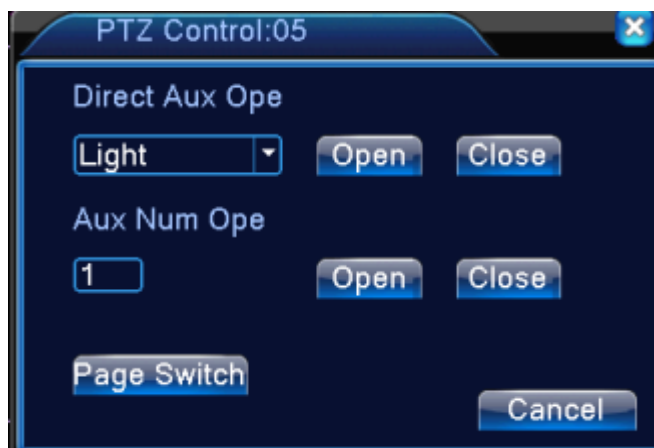 PTZ Control:05
Direct Aux Ope
Light Open Close
Aux Num Ope
1 Open Close
Page Switch
Cancel